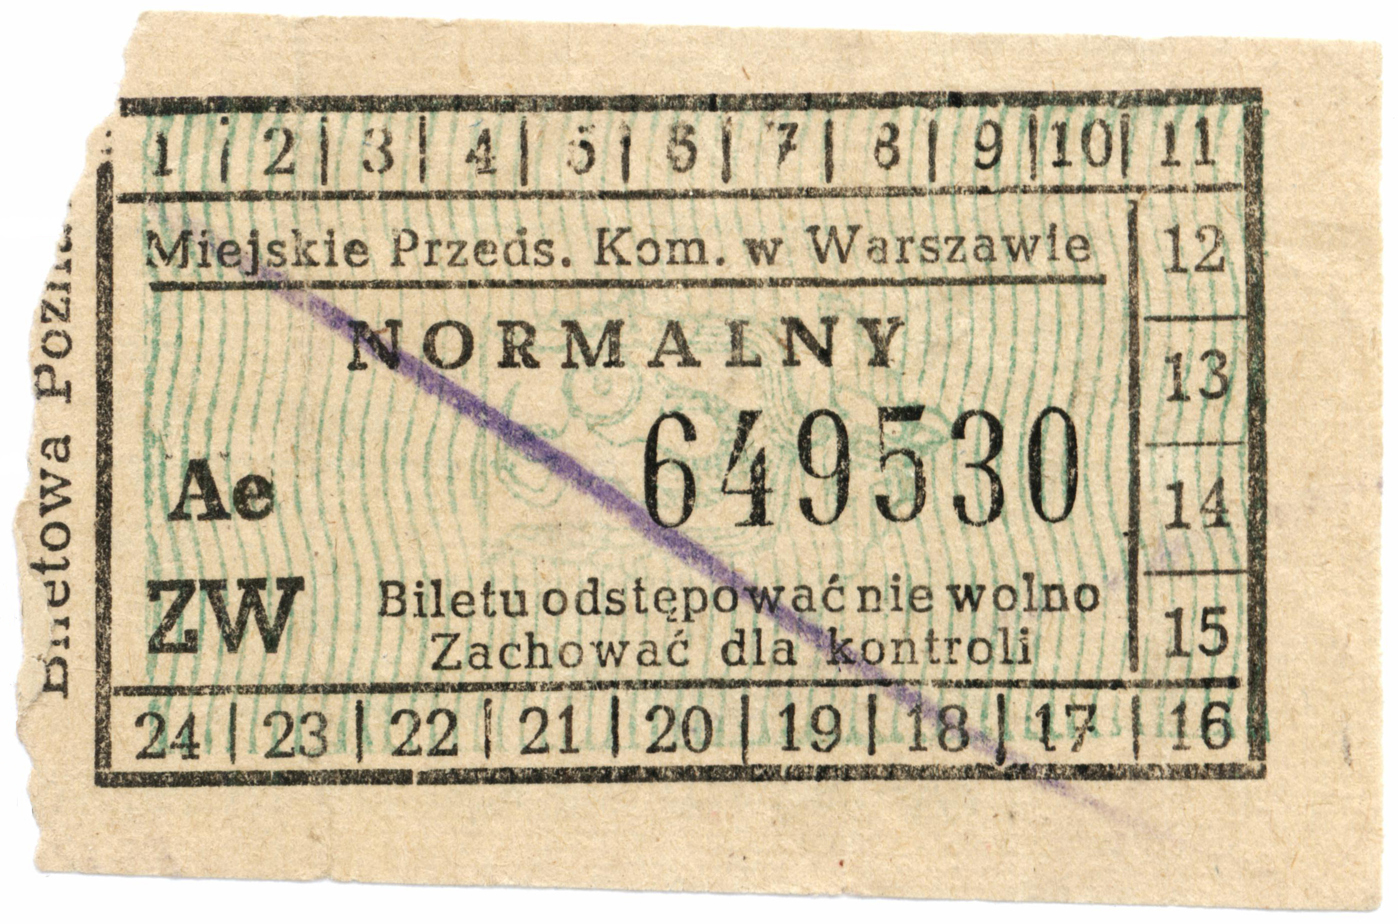 1 | 2 | 3 | 4 | 5 | 6 | 7 | 8 | 9 | 10 | 11
Miejskie Przeds. Kom. w Warszawie
NORMALNY
649530
Ae
ZW
Biletu odstępować nie wolno
Zachować dla kontroli
12
13
14
15
24 | 23 | 22 | 21 | 20 | 19 | 18 | 17 | 16
Biletowa